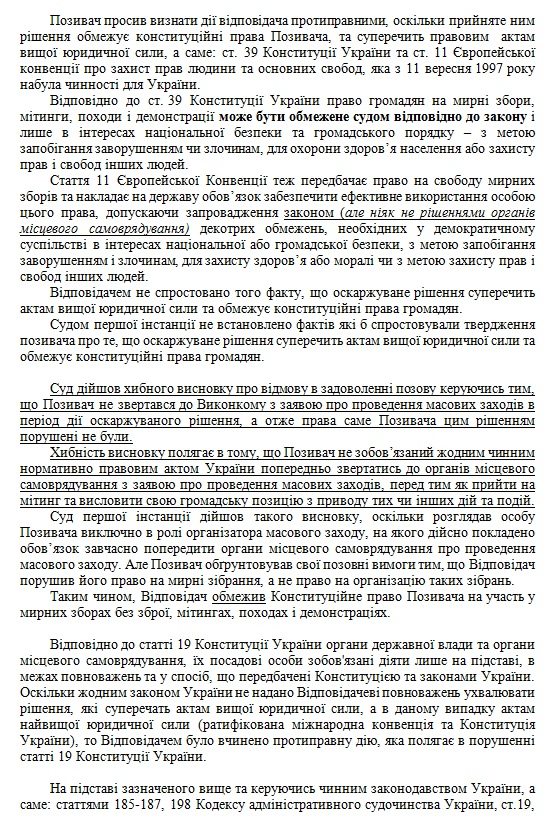 Позивач просив визнати дії відповідача протиправними, оскільки прийняте ним
рішення обмежує конституційні права Позивача, та суперечить правовим актам
вищої юридичної сили, а саме: ст. 39 Конституції України та ст. 11 Європейської
конвенції про захист прав людини та основних свобод, яка з 11 вересня 1997 року
набула чинності для України.
Відповідно до ст. 39 Конституції України право громадян на мирні збори,
мітинги, походи і демонстрації може бути обмежене судом відповідно до закону і
лише в інтересах національної безпеки та громадського порядку – з метою
запобігання заворушенням чи злочинам, для охорони здоров’я населення або захисту
прав і свобод інших людей.
Стаття 11 Європейської Конвенції теж передбачає право на свободу мирних
зборів та накладає на державу обов’язок забезпечити ефективне використання особою
цього права, допускаючи запровадження законом (але ніяк не рішеннями органів
місцевого самоврядування) декотрих обмежень, необхідних у демократичному
суспільстві в інтересах національної або громадської безпеки, з метою запобігання
заворушенням і злочинам, для захисту здоров’я або моралі чи з метою захисту прав і
свобод інших людей.
Відповідачем не спростовано того факту, що оскаржуване рішення суперечить
актам вищої юридичної сили та обмежує конституційні права громадян.
Судом першої інстанції не встановлено фактів які б спростовували твердження
позивача про те, що оскаржуване рішення суперечить актам вищої юридичної сили та
обмежує конституційні права громадян.
Суд дійшов хибного висновку про відмову в задоволенні позову керуючись тим,
що Позивач не звертався до Виконкому з заявою про проведення масових заходів в
період дії оскаржуваного рішення, а отже права саме Позивача цим рішенням
порушені не були.
Хибність висновку полягає в тому, що Позивач не зобов’язаний жодним чинним
нормативно правовим актом України попередньо звертатись до органів місцевого
самоврядування з заявою про проведення масових заходів, перед тим як прийти на
мітинг та висловити свою громадську позицію з приводу тих чи інших дій та подій.
Суд першої інстанції дійшов такого висновку, оскільки розглядав особу
Позивача виключно в ролі організатора масового заходу, на якого дійсно покладено
обов’язок завчасно попередити органи місцевого самоврядування про проведення
масового заходу. Але Позивач обґрунтовував свої позовні вимоги тим, що Відповідач
порушив його право на мирні зібрання, а не право на організацію таких зібрань.
Таким чином, Відповідач обмежив Конституційне право Позивача на участь у
мирних зборах без зброї, мітингах, походах і демонстраціях.
Відповідно до статті 19 Конституції України органи державної влади та органи
місцевого самоврядування, їх посадові особи зобов'язані діяти лише на підставі, в
межах повноважень та у спосіб, що передбачені Конституцією та законами України.
Оскільки жодним законом України не надано Відповідачеві повноважень ухвалювати
рішення, які суперечать актам вищої юридичної сили, а в даному випадку актам
найвищої юридичної сили (ратифікована міжнародна конвенція та Конституція
України), то Відповідачем було вчинено протиправну дію, яка полягає в порушенні
статті 19 Конституції України.
На підставі зазначеного вище та керуючись чинним законодавством України, а
саме: статтями 185-187, 198 Кодексу адміністративного судочинства України, ст.19,